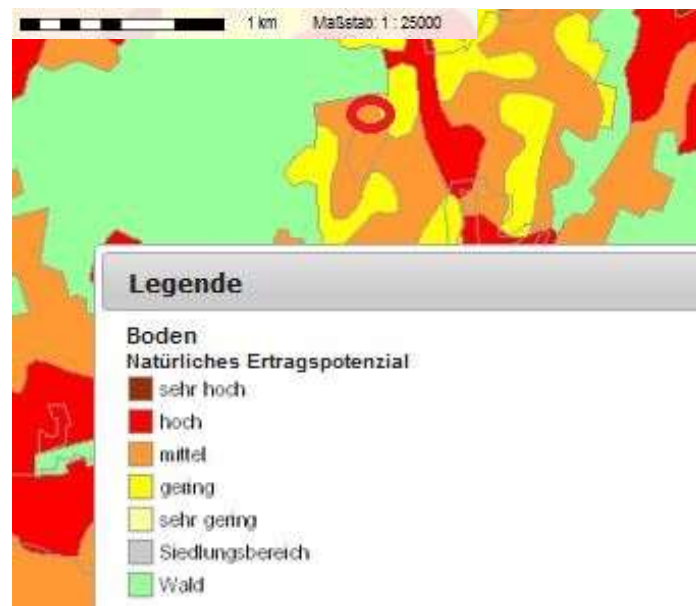 1 km Maßstab: 1 : 25000
Legende
Boden
Natürliches Ertragspotenzial
sehr hoch
hoch
mittel
gering
sehr gering
Siedlungsbereich
Wald